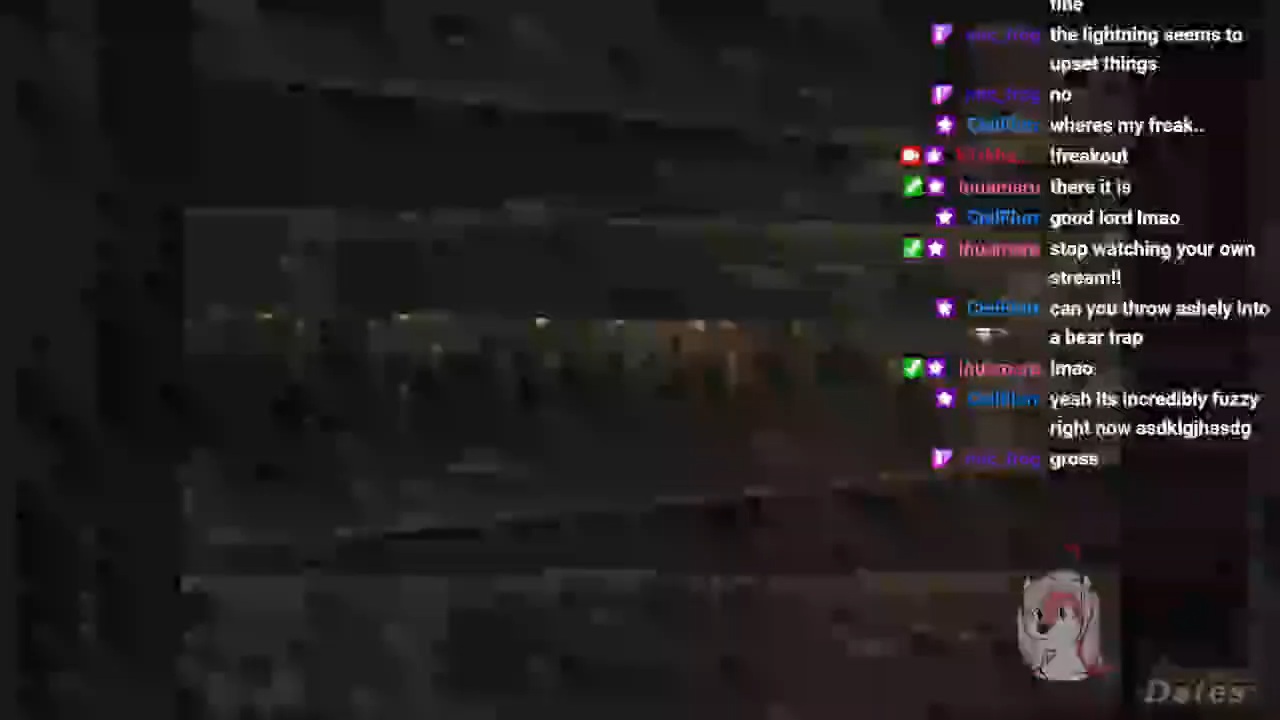 fine
the lightning seems to
upset things
no
wheres my freak..
!freakout
there it is
good lord lmao
stop watching your own
stream!!
can you throw ashely into
a bear trap
lmao
yeah its incredibly fuzzy
right now asdklgjhasdg
gross
Dates